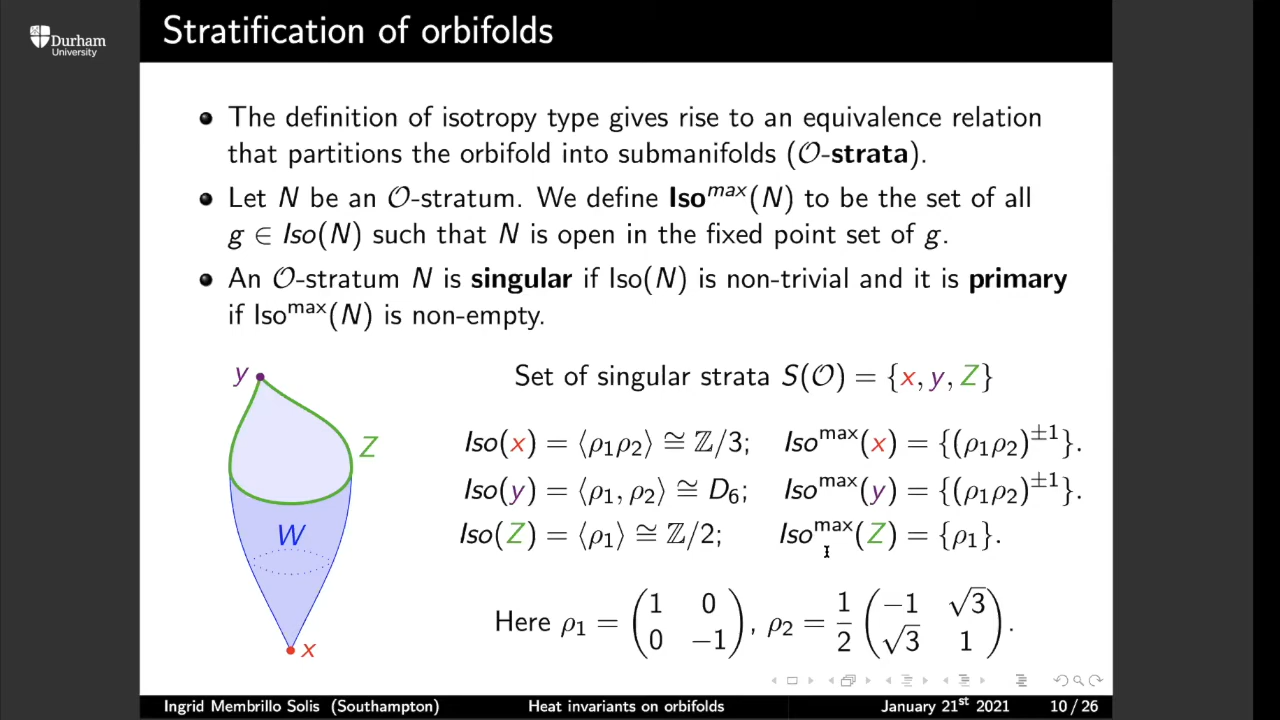 Durham
University
Stratification of orbifolds
The definition of isotropy type gives rise to an equivalence relation
that partitions the orbifold into submanifolds (𝒪-strata).
Let N be an 𝒪-stratum. We define Iso^{max}(N) to be the set of all
g ∈ Iso(N) such that N is open in the fixed point set of g.
An 𝒪-stratum N is singular if Iso(N) is non-trivial and it is primary
if Iso^{max}(N) is non-empty.
y
Z
W
x
Set of singular strata S(𝒪) = {x, y, Z}
Iso(x) = ⟨ρ₁ρ₂⟩ ≅ ℤ/3; Iso^{max}(x) = {(ρ₁ρ₂)^{±1}}.
Iso(y) = ⟨ρ₁, ρ₂⟩ ≅ D₆; Iso^{max}(y) = {(ρ₁ρ₂)^{±1}}.
Iso(Z) = ⟨ρ₁⟩ ≅ ℤ/2; Iso^{max}(Z) = {ρ₁}.
Here ρ₁ = (1 0 / 0 −1), ρ₂ = 1/2 (−1 √3 / √3 1).
Ingrid Membrillo Solis (Southampton) Heat invariants on orbifolds January 21st 2021 10 / 26